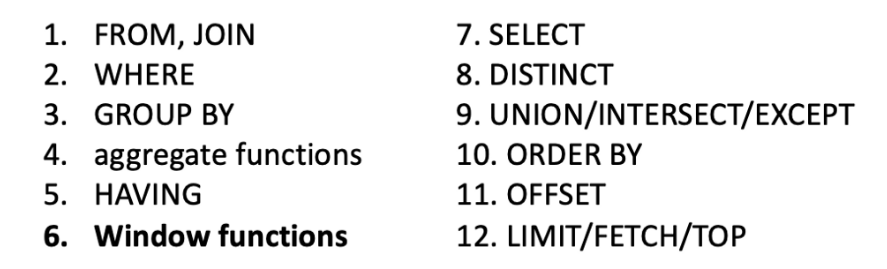 1. FROM, JOIN
2. WHERE
3. GROUP BY
4. aggregate functions
5. HAVING
6. Window functions
7. SELECT
8. DISTINCT
9. UNION/INTERSECT/EXCEPT
10. ORDER BY
11. OFFSET
12. LIMIT/FETCH/TOP